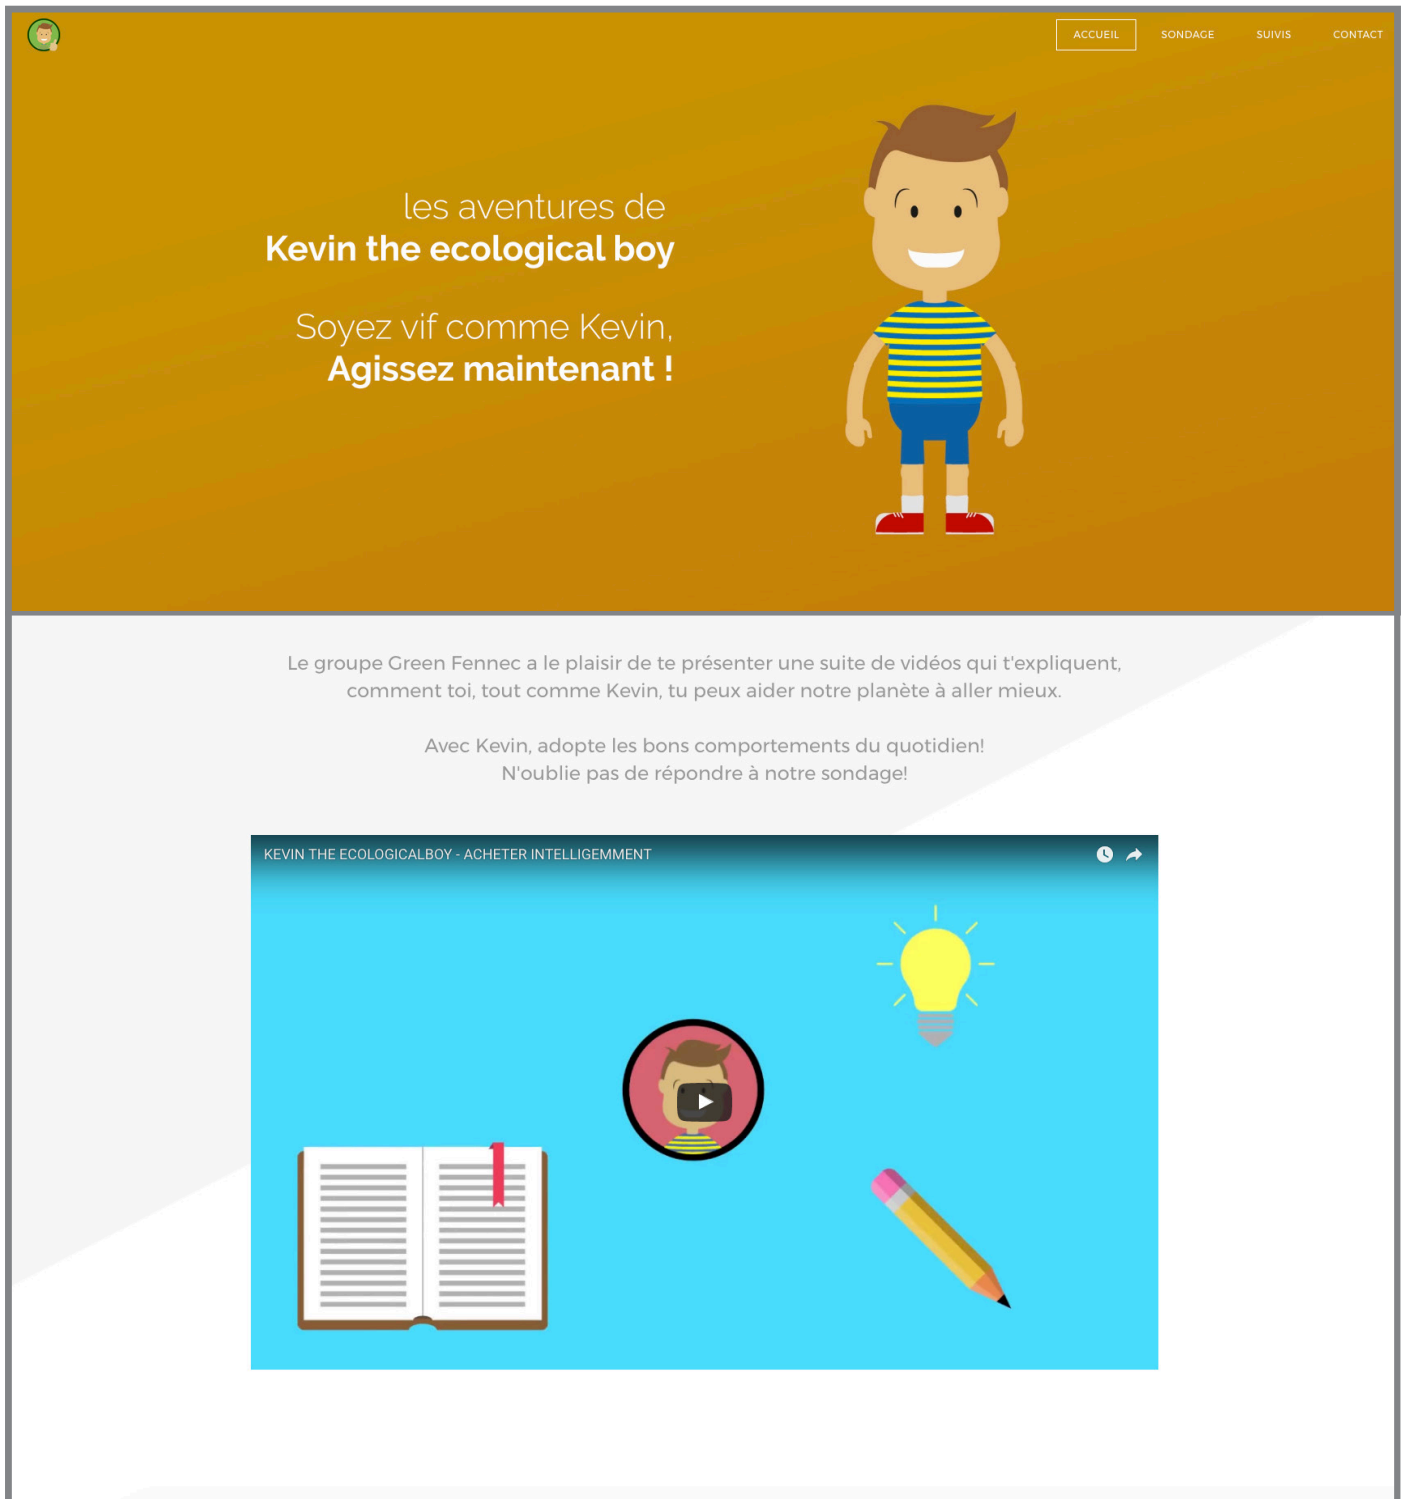 ACCUEIL SONDAGE SUIVIS CONTACT
les aventures de
Kevin the ecological boy
Soyez vif comme Kevin,
Agissez maintenant !
Le groupe Green Fennec a le plaisir de te présenter une suite de vidéos qui t'expliquent,
comment toi, tout comme Kevin, tu peux aider notre planète à aller mieux.
Avec Kevin, adopte les bons comportements du quotidien!
N'oublie pas de répondre à notre sondage!
KEVIN THE ECOLOGICALBOY - ACHETER INTELLIGEMMENT